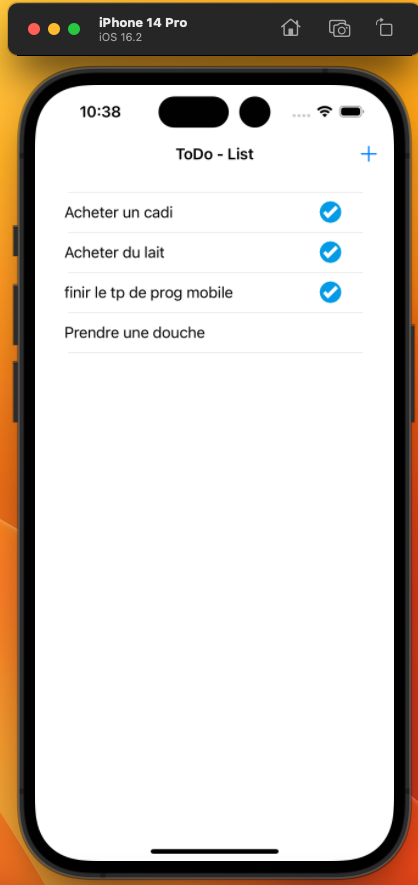 iPhone 14 Pro
iOS 16.2
10:38
ToDo - List
Acheter un cadi
Acheter du lait
finir le tp de prog mobile
Prendre une douche